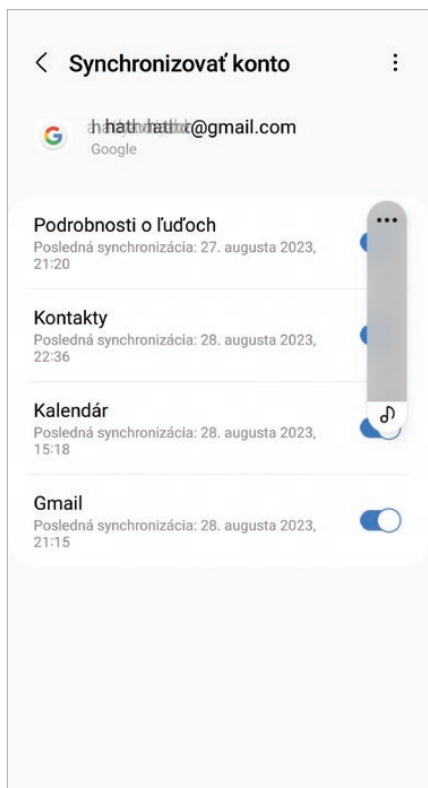 Synchronizovať konto
@gmail.com
Google
Podrobnosti o ľuďoch
Posledná synchronizácia: 27. augusta 2023,
21:20
Kontakty
Posledná synchronizácia: 28. augusta 2023,
22:36
Kalendár
Posledná synchronizácia: 28. augusta 2023,
15:18
Gmail
Posledná synchronizácia: 28. augusta 2023,
21:15